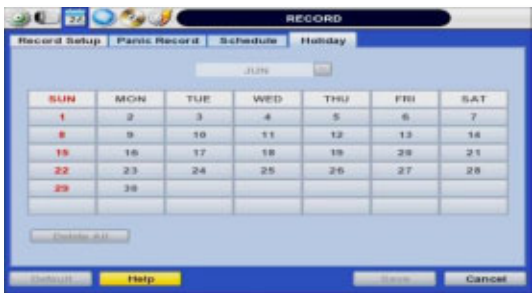 RECORD
Record Setup Panic Record Schedule Holiday
JUN
SUN MON TUE WED THU FRI SAT
1 2 3 4 5 6 7
8 9 10 11 12 13 14
15 16 17 18 19 20 21
22 23 24 25 26 27 28
29 30
Delete All
Default Help Save Cancel